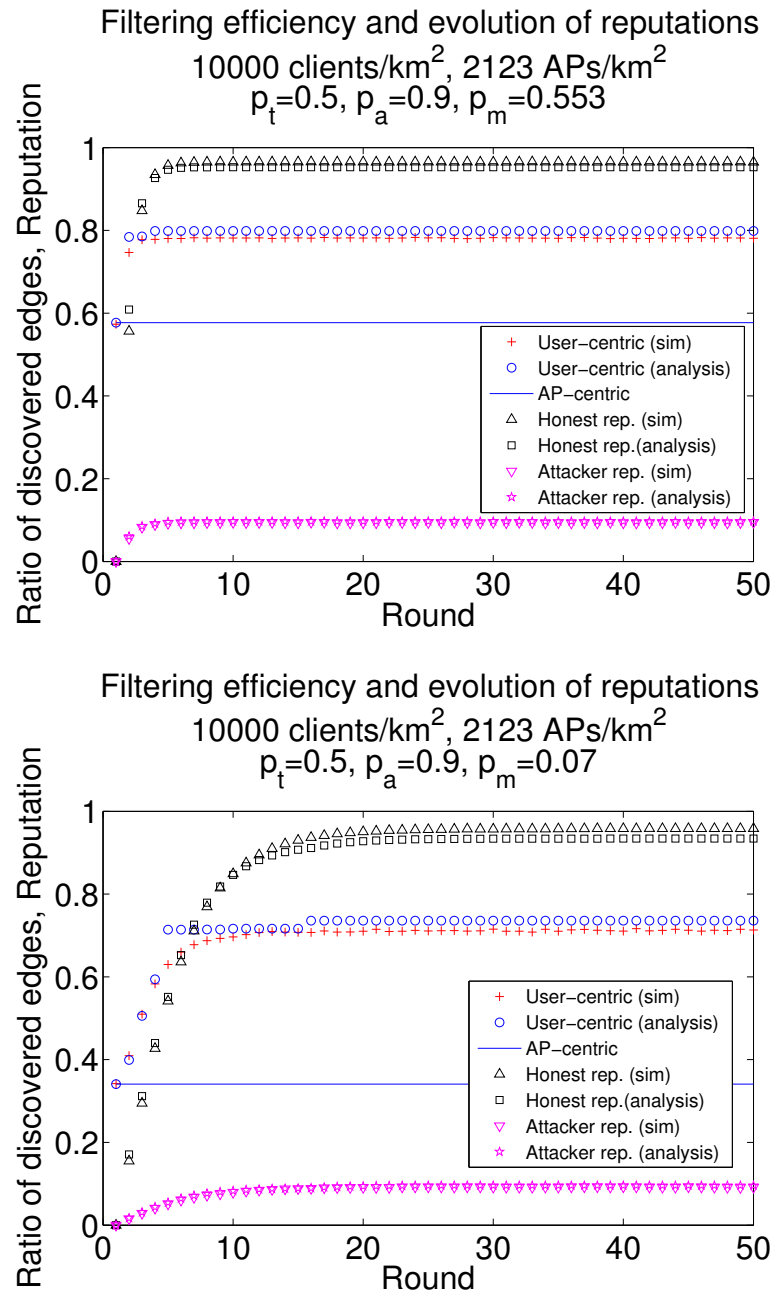 Filtering efficiency and evolution of reputations
10000 clients/km², 2123 APs/km²
p_t=0.5, p_a=0.9, p_m=0.553
Ratio of discovered edges, Reputation
1
0.8
0.6
0.4
0.2
0
0 10 20 30 40 50
Round
User−centric (sim)
User−centric (analysis)
AP−centric
Honest rep. (sim)
Honest rep.(analysis)
Attacker rep. (sim)
Attacker rep. (analysis)
Filtering efficiency and evolution of reputations
10000 clients/km², 2123 APs/km²
p_t=0.5, p_a=0.9, p_m=0.07
Ratio of discovered edges, Reputation
1
0.8
0.6
0.4
0.2
0
0 10 20 30 40 50
Round
User−centric (sim)
User−centric (analysis)
AP−centric
Honest rep. (sim)
Honest rep.(analysis)
Attacker rep. (sim)
Attacker rep. (analysis)